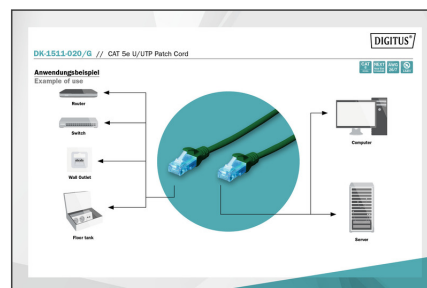 DIGITUS®
DK-1511-020/G // CAT 5e U/UTP Patch Cord
Anwendungsbeispiel
Example of use
Router
Switch
Wall Outlet
Floor tank
Computer
Server